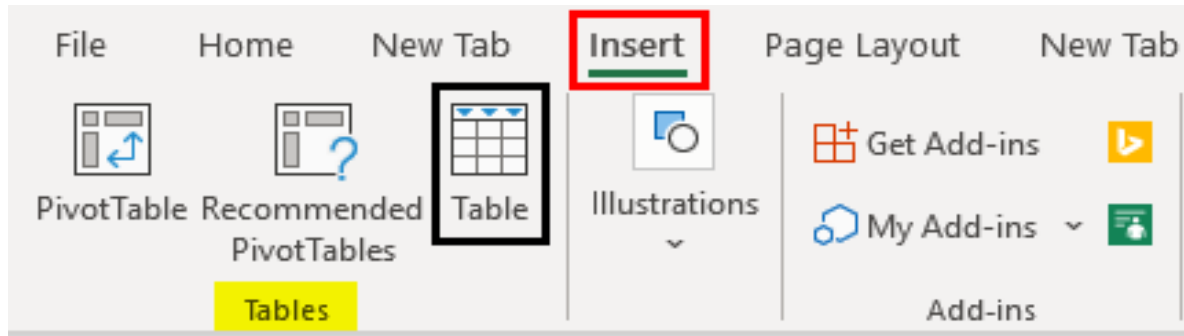 File Home New Tab Insert Page Layout New Tab
PivotTable Recommended PivotTables Table
Illustrations
Get Add-ins
My Add-ins
Tables
Add-ins